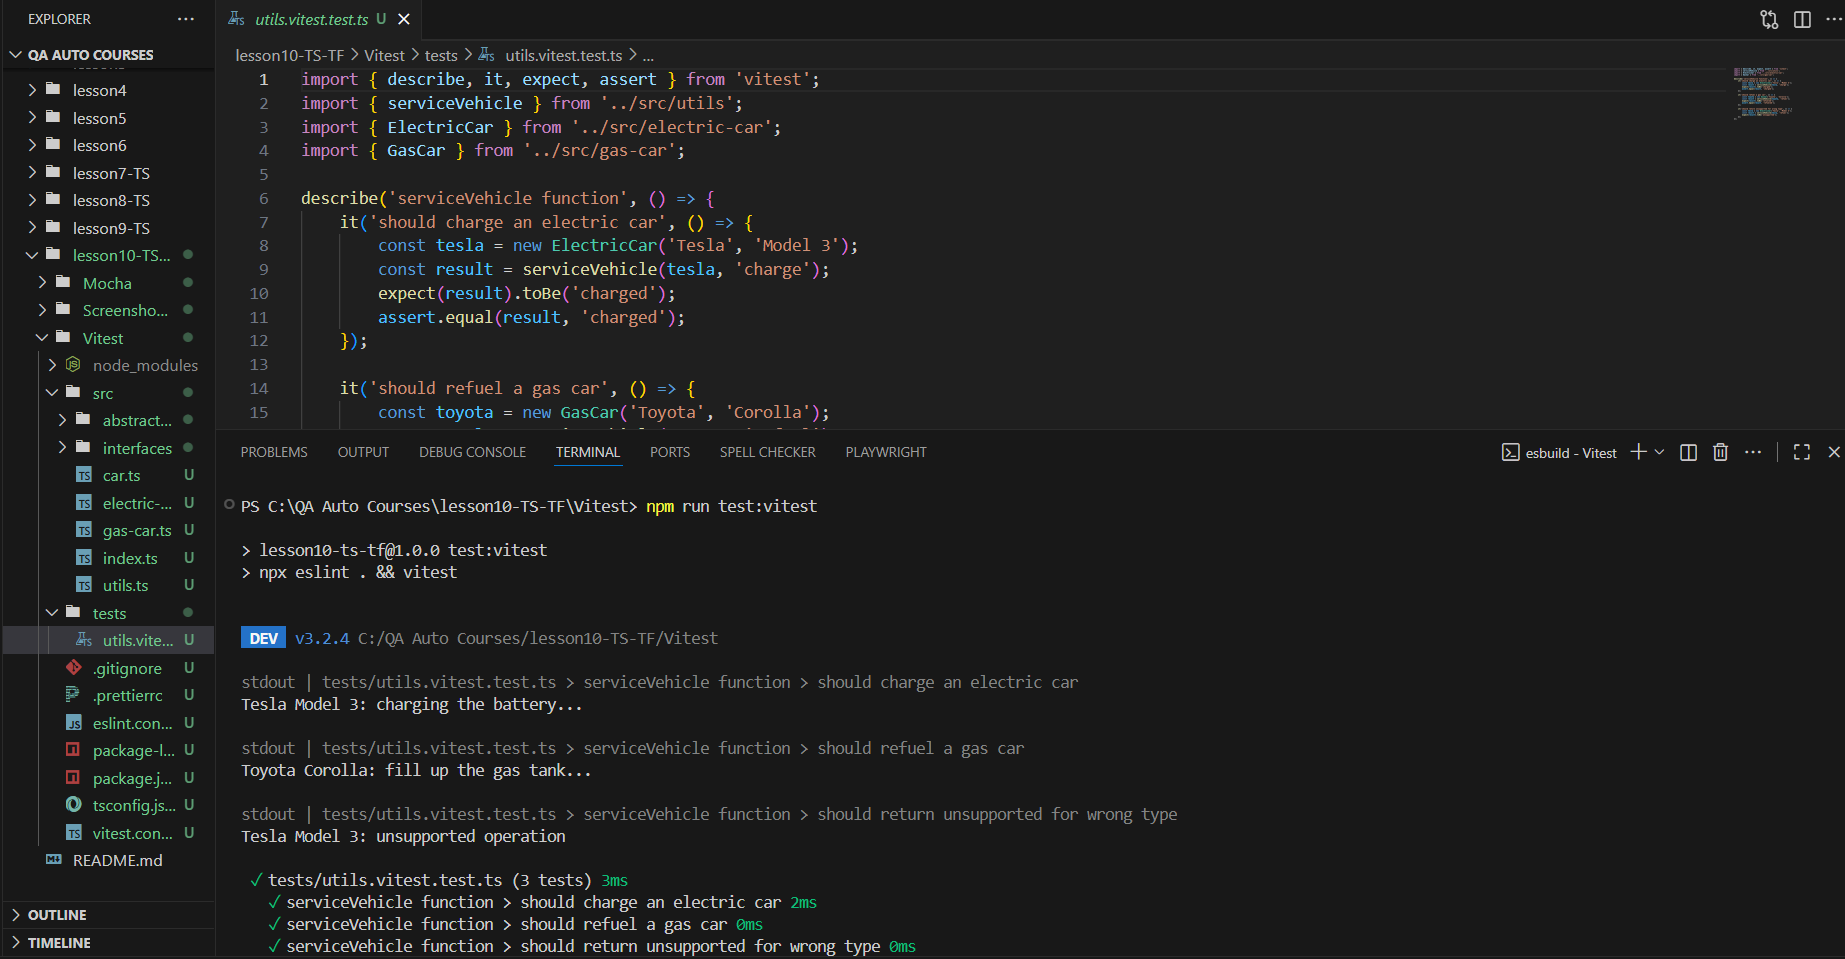 EXPLORER
QA AUTO COURSES
lesson4
lesson5
lesson6
lesson7-TS
lesson8-TS
lesson9-TS
lesson10-TS...
Mocha
Screensho...
Vitest
node_modules
src
abstract...
interfaces
car.ts U
electric-... U
gas-car.ts U
index.ts U
utils.ts U
tests
utils.vite... U
.gitignore U
.prettierrc U
eslint.con... U
package-l... U
package.j... U
tsconfig.js... U
vitest.con... U
README.md
OUTLINE
TIMELINE
utils.vitest.test.ts U
lesson10-TS-TF > Vitest > tests > utils.vitest.test.ts > ...
1 import { describe, it, expect, assert } from 'vitest';
2 import { serviceVehicle } from '../src/utils';
3 import { ElectricCar } from '../src/electric-car';
4 import { GasCar } from '../src/gas-car';
5
6 describe('serviceVehicle function', () => {
7 it('should charge an electric car', () => {
8 const tesla = new ElectricCar('Tesla', 'Model 3');
9 const result = serviceVehicle(tesla, 'charge');
10 expect(result).toBe('charged');
11 assert.equal(result, 'charged');
12 });
13
14 it('should refuel a gas car', () => {
15 const toyota = new GasCar('Toyota', 'Corolla');
PROBLEMS OUTPUT DEBUG CONSOLE TERMINAL PORTS SPELL CHECKER PLAYWRIGHT
esbuild - Vitest
PS C:\QA Auto Courses\lesson10-TS-TF\Vitest> npm run test:vitest
> lesson10-ts-tf@1.0.0 test:vitest
> npx eslint . && vitest
DEV v3.2.4 C:/QA Auto Courses/lesson10-TS-TF/Vitest
stdout | tests/utils.vitest.test.ts > serviceVehicle function > should charge an electric car
Tesla Model 3: charging the battery...
stdout | tests/utils.vitest.test.ts > serviceVehicle function > should refuel a gas car
Toyota Corolla: fill up the gas tank...
stdout | tests/utils.vitest.test.ts > serviceVehicle function > should return unsupported for wrong type
Tesla Model 3: unsupported operation
✓ tests/utils.vitest.test.ts (3 tests) 3ms
✓ serviceVehicle function > should charge an electric car 2ms
✓ serviceVehicle function > should refuel a gas car 0ms
✓ serviceVehicle function > should return unsupported for wrong type 0ms